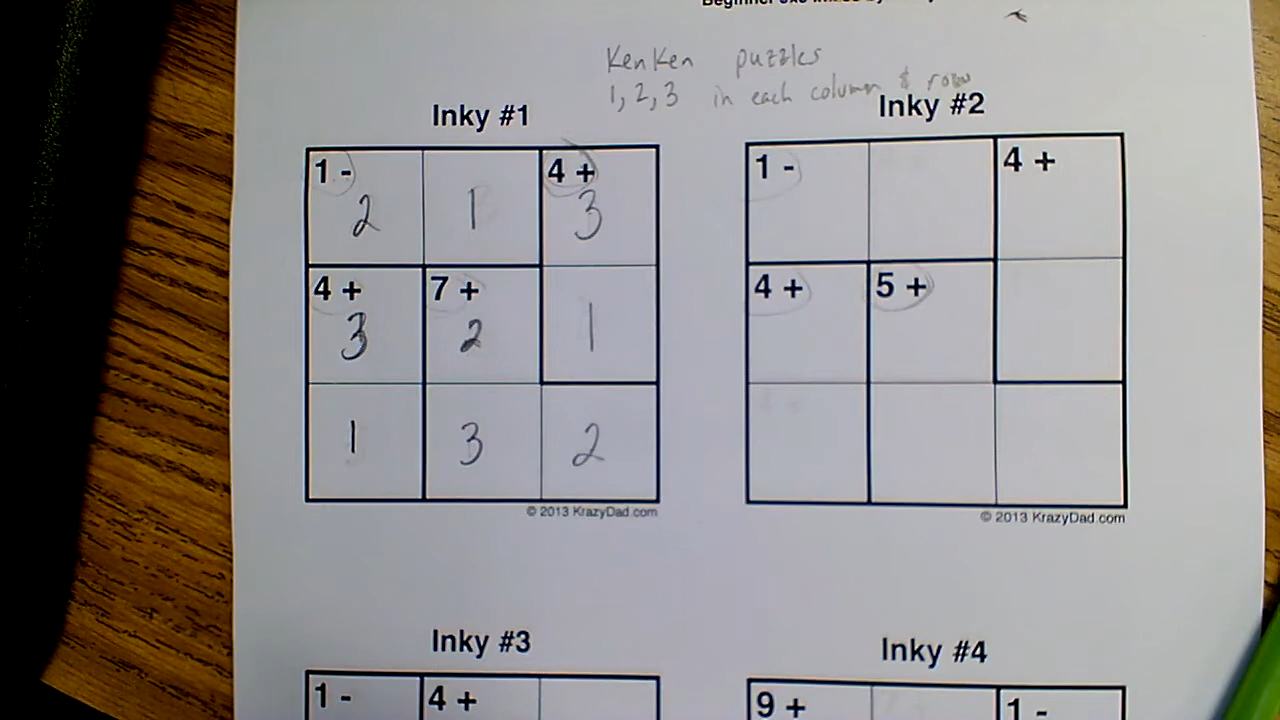 Beginner
KenKen puzzles
1, 2, 3 in each column & row
Inky #1
1 -
4 +
2 1 3
4 +
7 +
3 2 1
1 3 2
© 2013 KrazyDad.com
Inky #2
1 -
4 +
4 +
5 +
© 2013 KrazyDad.com
Inky #3
1 -
4 +
Inky #4
9 +
1 -